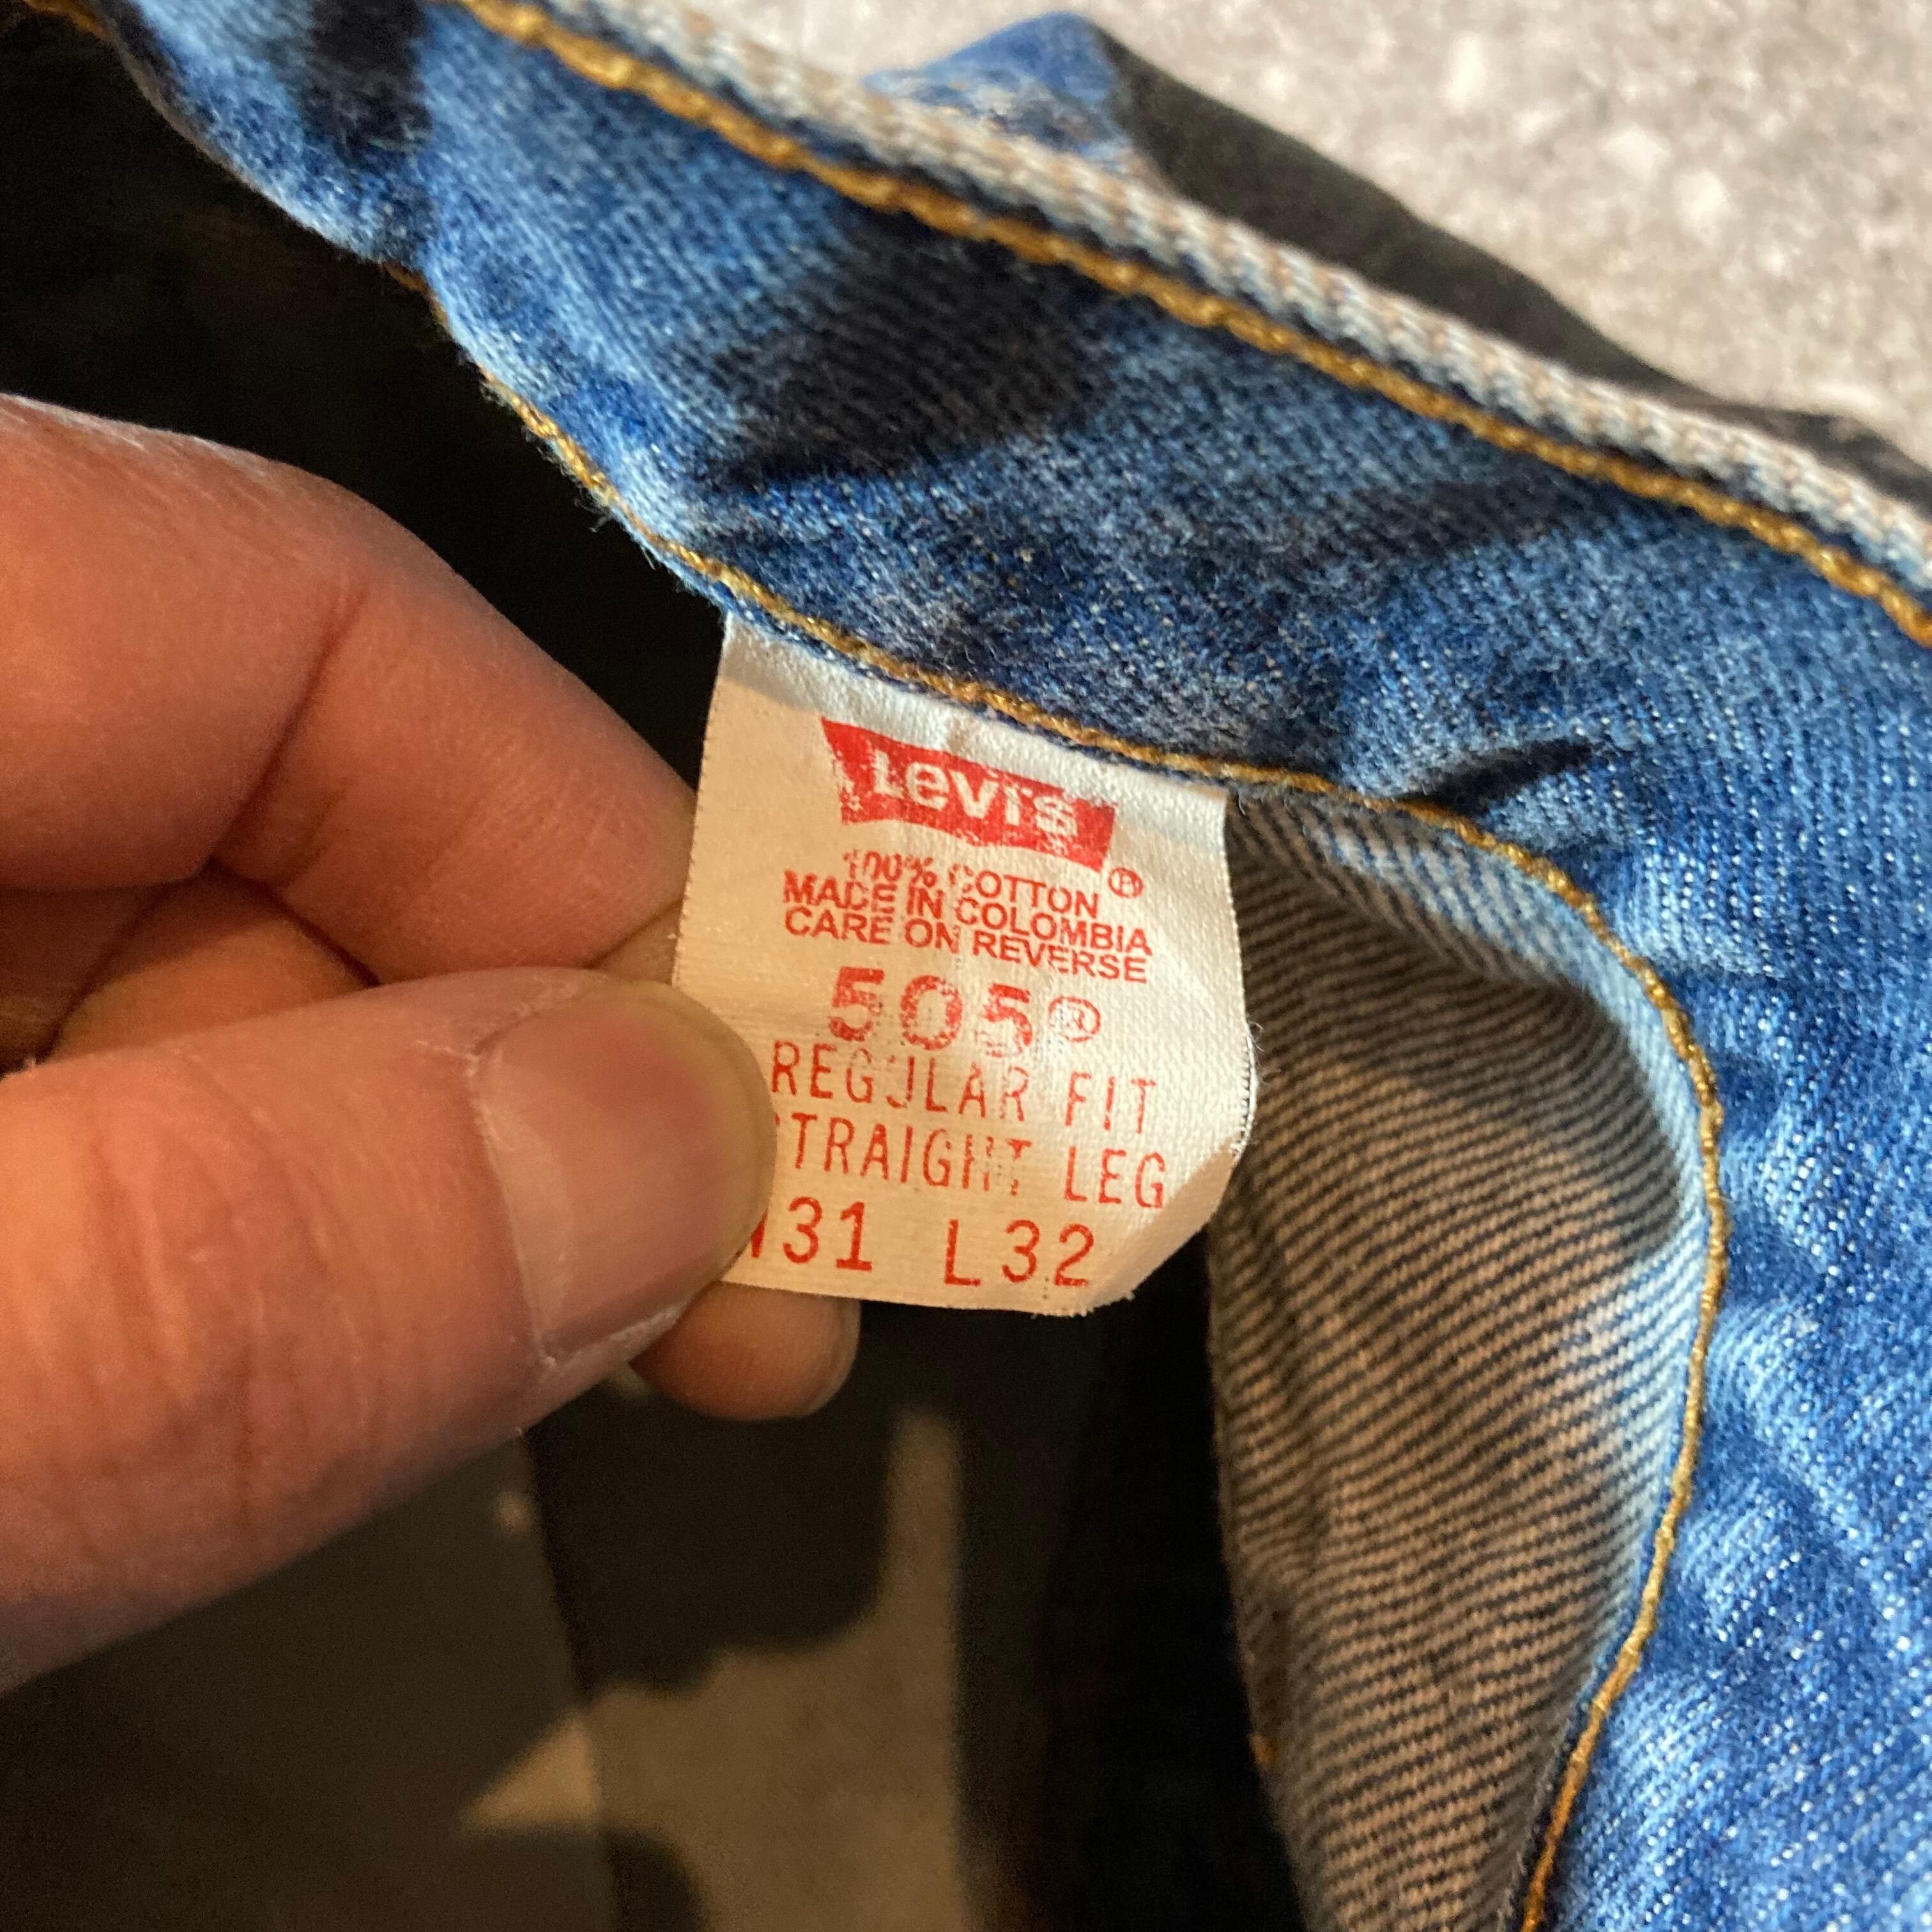 Levi's
100% COTTON ®
MADE IN COLOMBIA
CARE ON REVERSE
505®
REGULAR FIT
STRAIGHT LEG
W31 L32